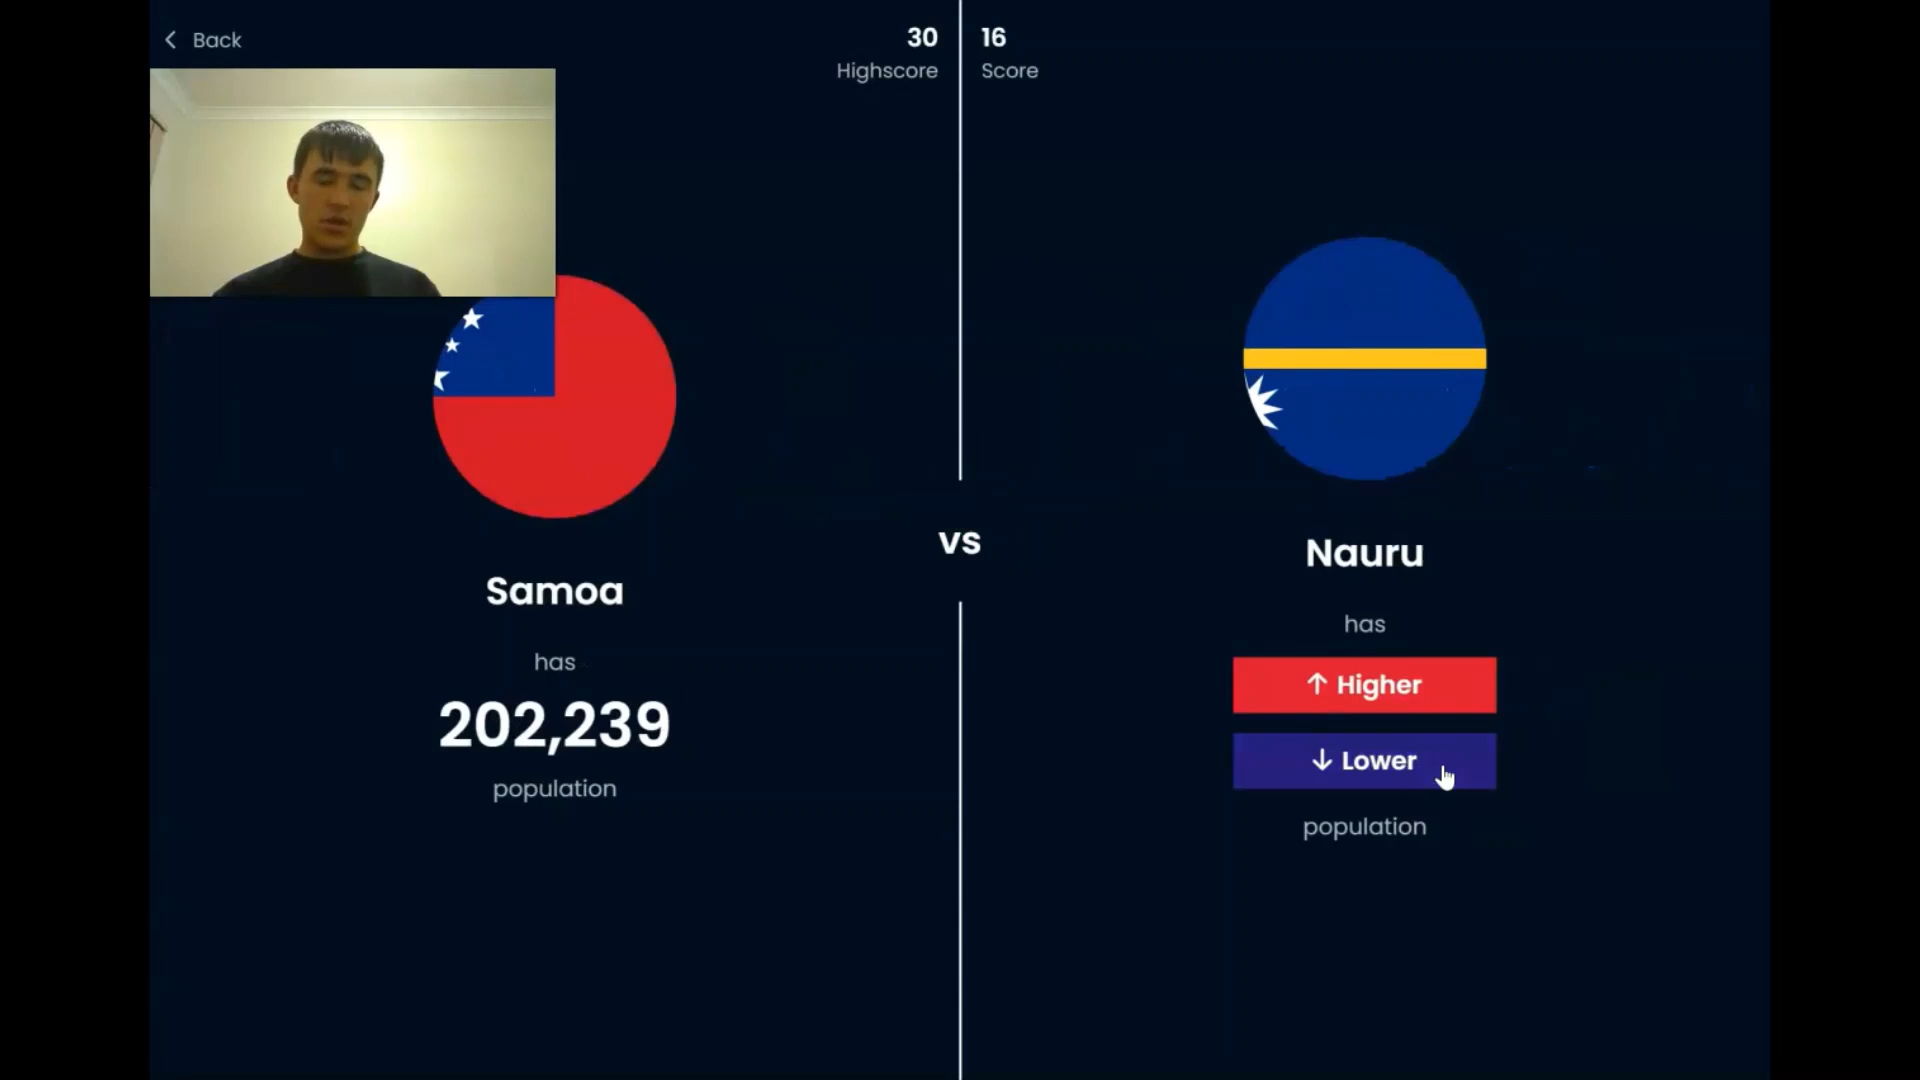 Back
30
Highscore
16
Score
Samoa
has
202,239
population
vs
Nauru
has
↑ Higher
↓ Lower
population